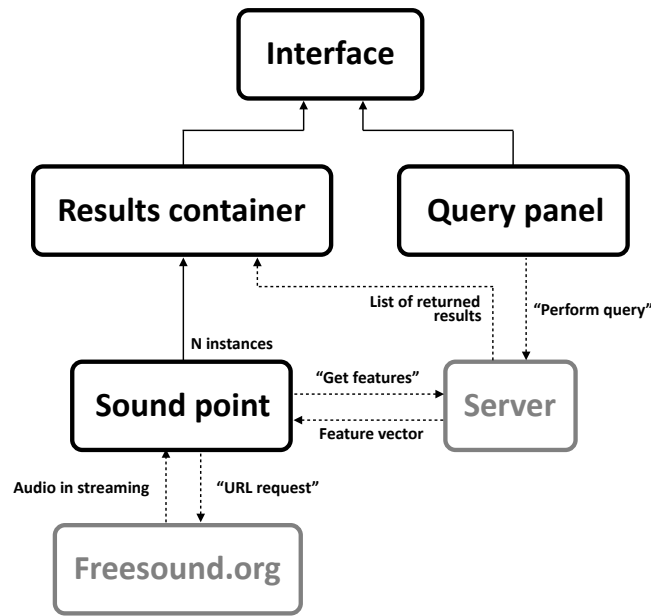 Interface
Results container
Query panel
List of returned
results
“Perform query”
N instances
“Get features”
Sound point
Server
Feature vector
Audio in streaming
“URL request”
Freesound.org